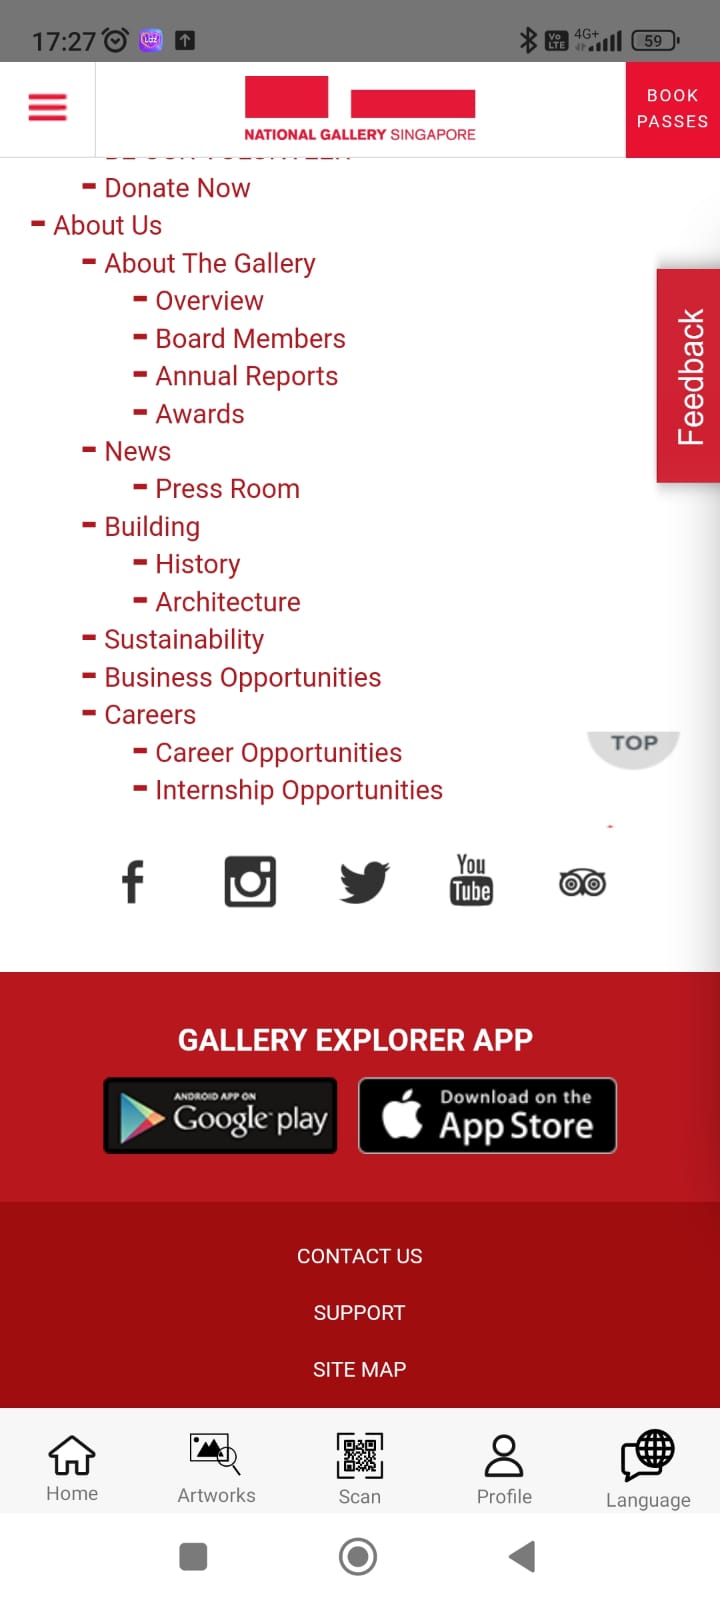 17:27
Vo
LTE
4G+
59
NATIONAL GALLERY SINGAPORE
BOOK
PASSES
Donate Now
About Us
About The Gallery
Overview
Board Members
Annual Reports
Awards
News
Press Room
Building
History
Architecture
Sustainability
Business Opportunities
Careers
Career Opportunities
Internship Opportunities
Feedback
TOP
You
Tube
GALLERY EXPLORER APP
ANDROID APP ON
Google play
Download on the
App Store
CONTACT US
SUPPORT
SITE MAP
Home
Artworks
Scan
Profile
Language